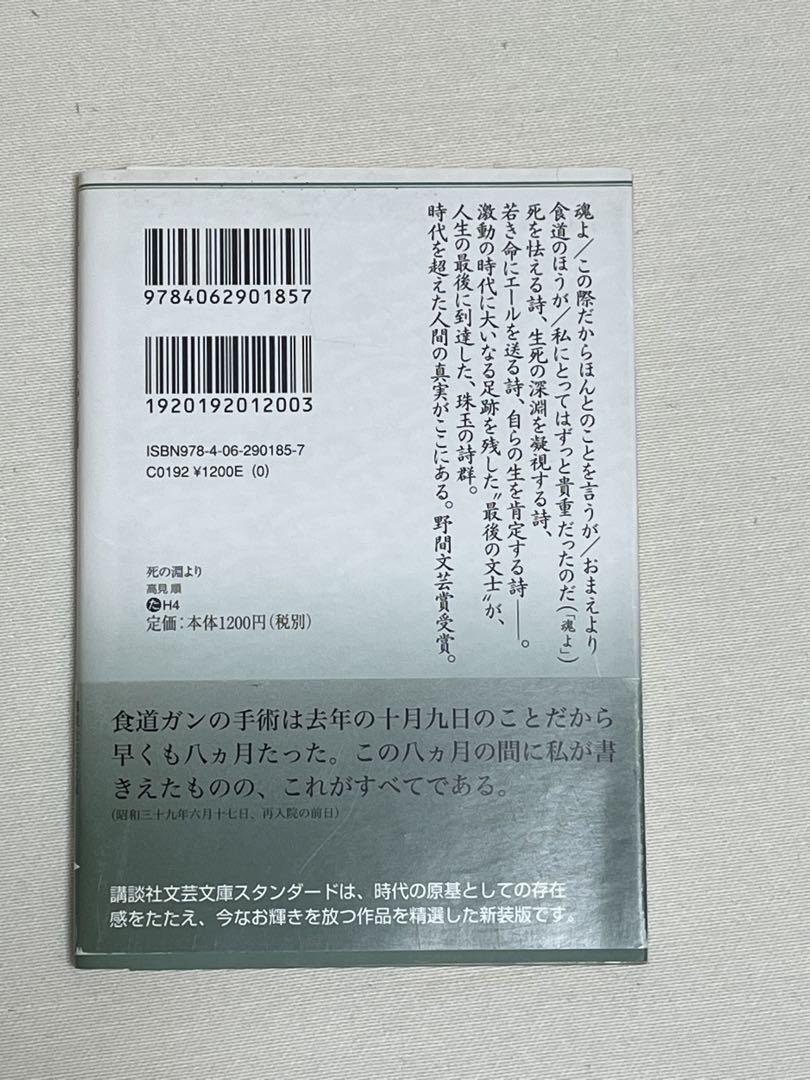 魂よ/この際だからほんとのことを言うが/おまえより
食道のほうが/私にとってはずっと貴重だったのだ(「魂よ」)
死を怯える詩、生死の深淵を凝視する詩、
若き命にエールを送る詩、自らの生を肯定する詩――。
激動の時代に大いなる足跡を残した〝最後の文士〟が、
人生の最後に到達した、珠玉の詩群。
時代を超えた人間の真実がここにある。野間文芸賞受賞。
9784062901857
1920192012003
ISBN978-4-06-290185-7
C0192 ¥1200E (0)
死の淵より
高見 順
たH4
定価:本体1200円(税別)
食道ガンの手術は去年の十月九日のことだから
早くも八ヵ月たった。この八ヵ月の間に私が書
きえたものの、これがすべてである。
(昭和三十九年六月十七日、再入院の前日)
講談社文芸文庫スタンダードは、時代の原基としての存在
感をたたえ、今なお輝きを放つ作品を精選した新装版です。